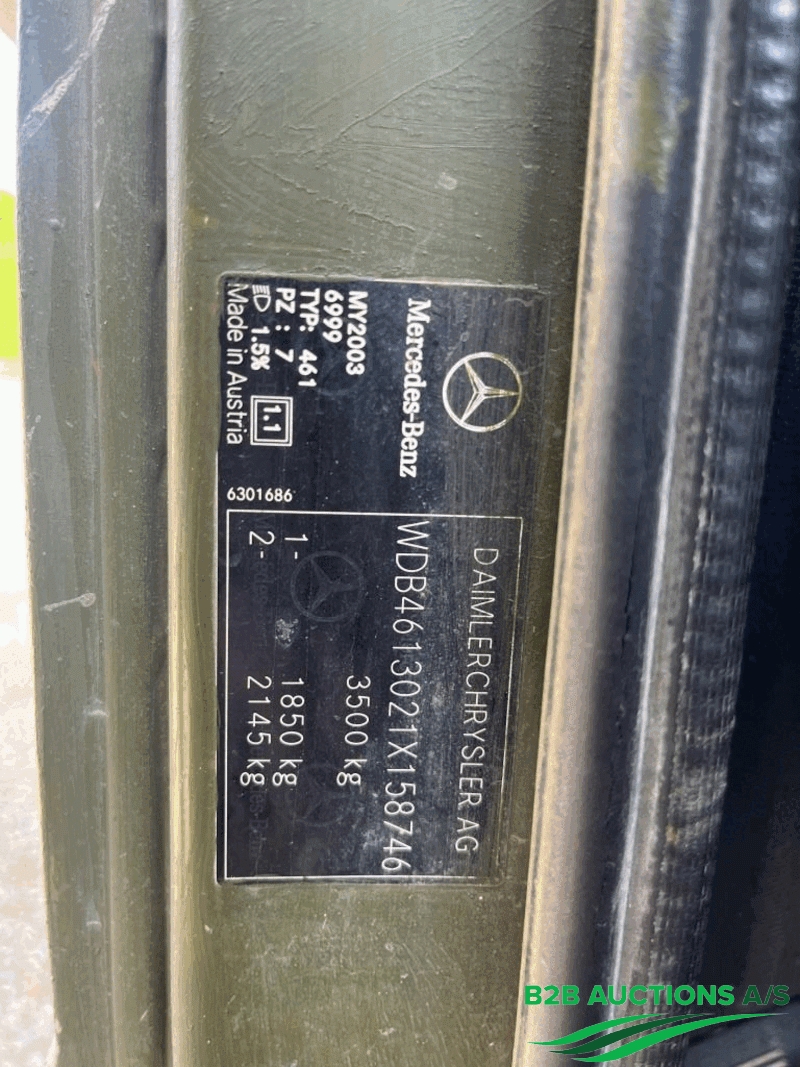 Mercedes-Benz
MY2003
6999
TYP: 461
PZ : 7
1.5% 1.1
Made in Austria
6301686
DAIMLERCHRYSLER AG
WDB4613021X158746
3500 kg
1- 1850 kg
2- 2145 kg
B2B AUCTIONS A/S